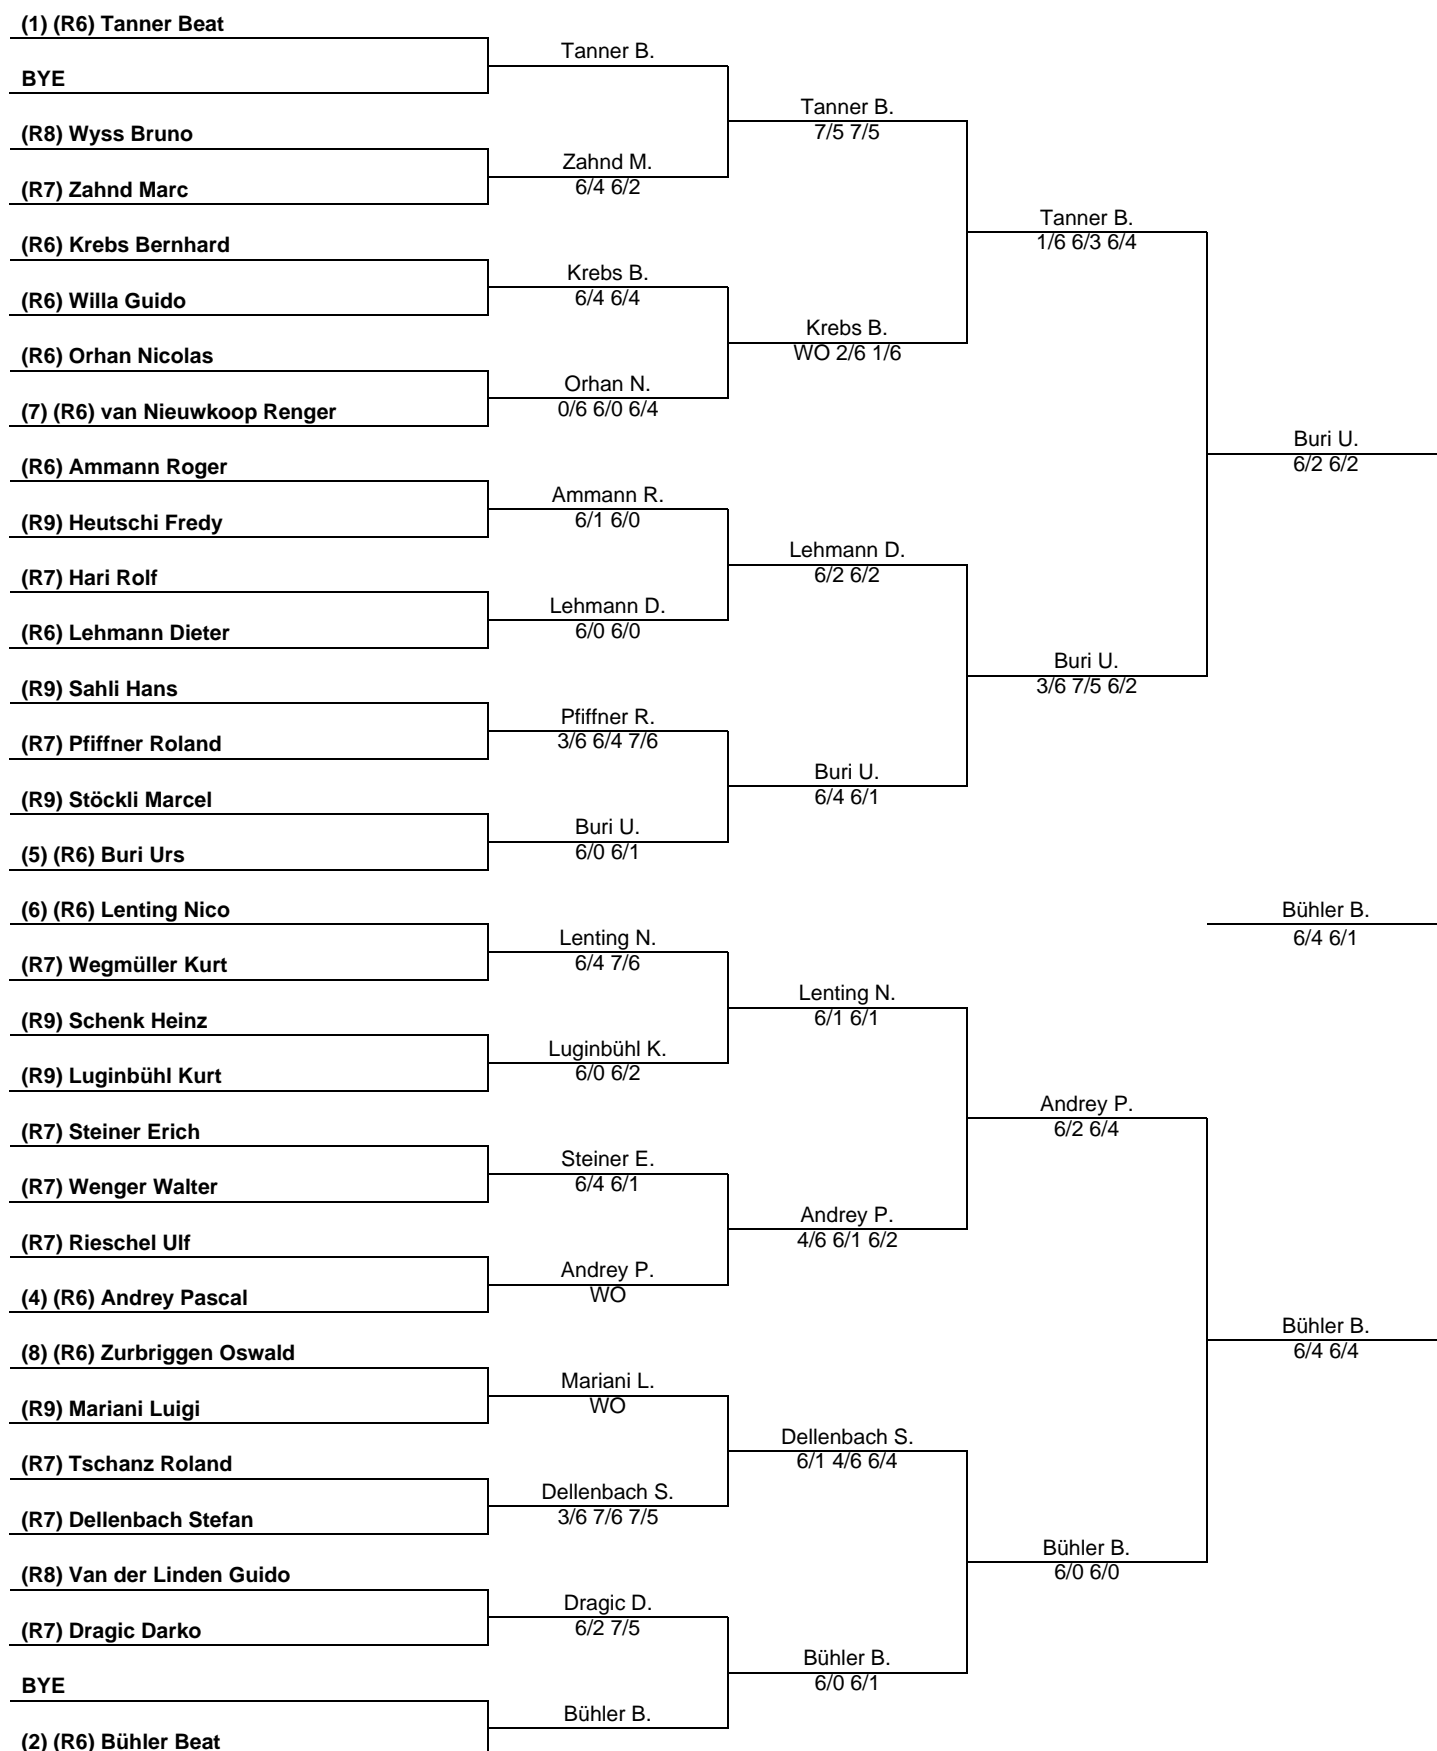 (1) (R6) Tanner Beat
BYE
(R8) Wyss Bruno
(R7) Zahnd Marc
(R6) Krebs Bernhard
(R6) Willa Guido
(R6) Orhan Nicolas
(7) (R6) van Nieuwkoop Renger
(R6) Ammann Roger
(R9) Heutschi Fredy
(R7) Hari Rolf
(R6) Lehmann Dieter
(R9) Sahli Hans
(R7) Pfiffner Roland
(R9) Stöckli Marcel
(5) (R6) Buri Urs
(6) (R6) Lenting Nico
(R7) Wegmüller Kurt
(R9) Schenk Heinz
(R9) Luginbühl Kurt
(R7) Steiner Erich
(R7) Wenger Walter
(R7) Rieschel Ulf
(4) (R6) Andrey Pascal
(8) (R6) Zurbriggen Oswald
(R9) Mariani Luigi
(R7) Tschanz Roland
(R7) Dellenbach Stefan
(R8) Van der Linden Guido
(R7) Dragic Darko
BYE
(2) (R6) Bühler Beat
Tanner B.
Zahnd M.
6/4 6/2
Krebs B.
6/4 6/4
Orhan N.
0/6 6/0 6/4
Ammann R.
6/1 6/0
Lehmann D.
6/0 6/0
Pfiffner R.
3/6 6/4 7/6
Buri U.
6/0 6/1
Lenting N.
6/4 7/6
Luginbühl K.
6/0 6/2
Steiner E.
6/4 6/1
Andrey P.
WO
Mariani L.
WO
Dellenbach S.
3/6 7/6 7/5
Dragic D.
6/2 7/5
Bühler B.
Tanner B.
7/5 7/5
Krebs B.
WO 2/6 1/6
Lehmann D.
6/2 6/2
Buri U.
6/4 6/1
Lenting N.
6/1 6/1
Andrey P.
4/6 6/1 6/2
Dellenbach S.
6/1 4/6 6/4
Bühler B.
6/0 6/1
Tanner B.
1/6 6/3 6/4
Buri U.
3/6 7/5 6/2
Andrey P.
6/2 6/4
Bühler B.
6/0 6/0
Buri U.
6/2 6/2
Bühler B.
6/4 6/1
Bühler B.
6/4 6/4